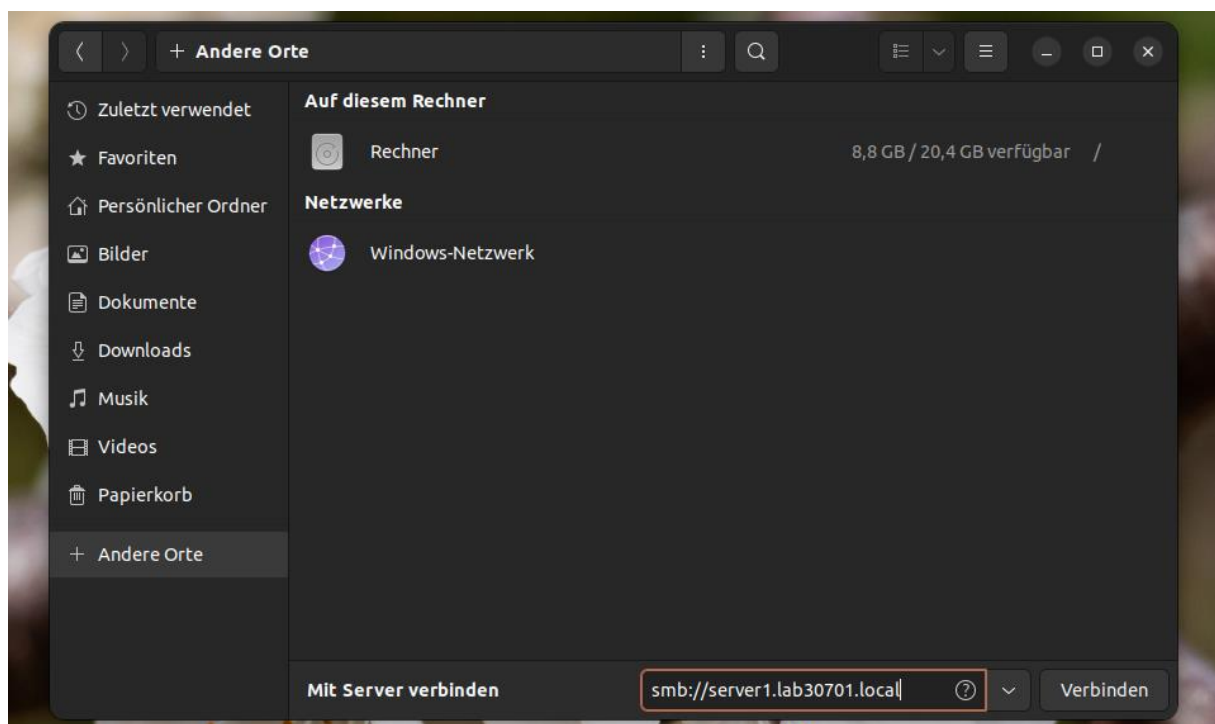 + Andere Orte
Zuletzt verwendet
Favoriten
Persönlicher Ordner
Bilder
Dokumente
Downloads
Musik
Videos
Papierkorb
+ Andere Orte
Auf diesem Rechner
Rechner 8,8 GB / 20,4 GB verfügbar /
Netzwerke
Windows-Netzwerk
Mit Server verbinden smb://server1.lab30701.local ? Verbinden